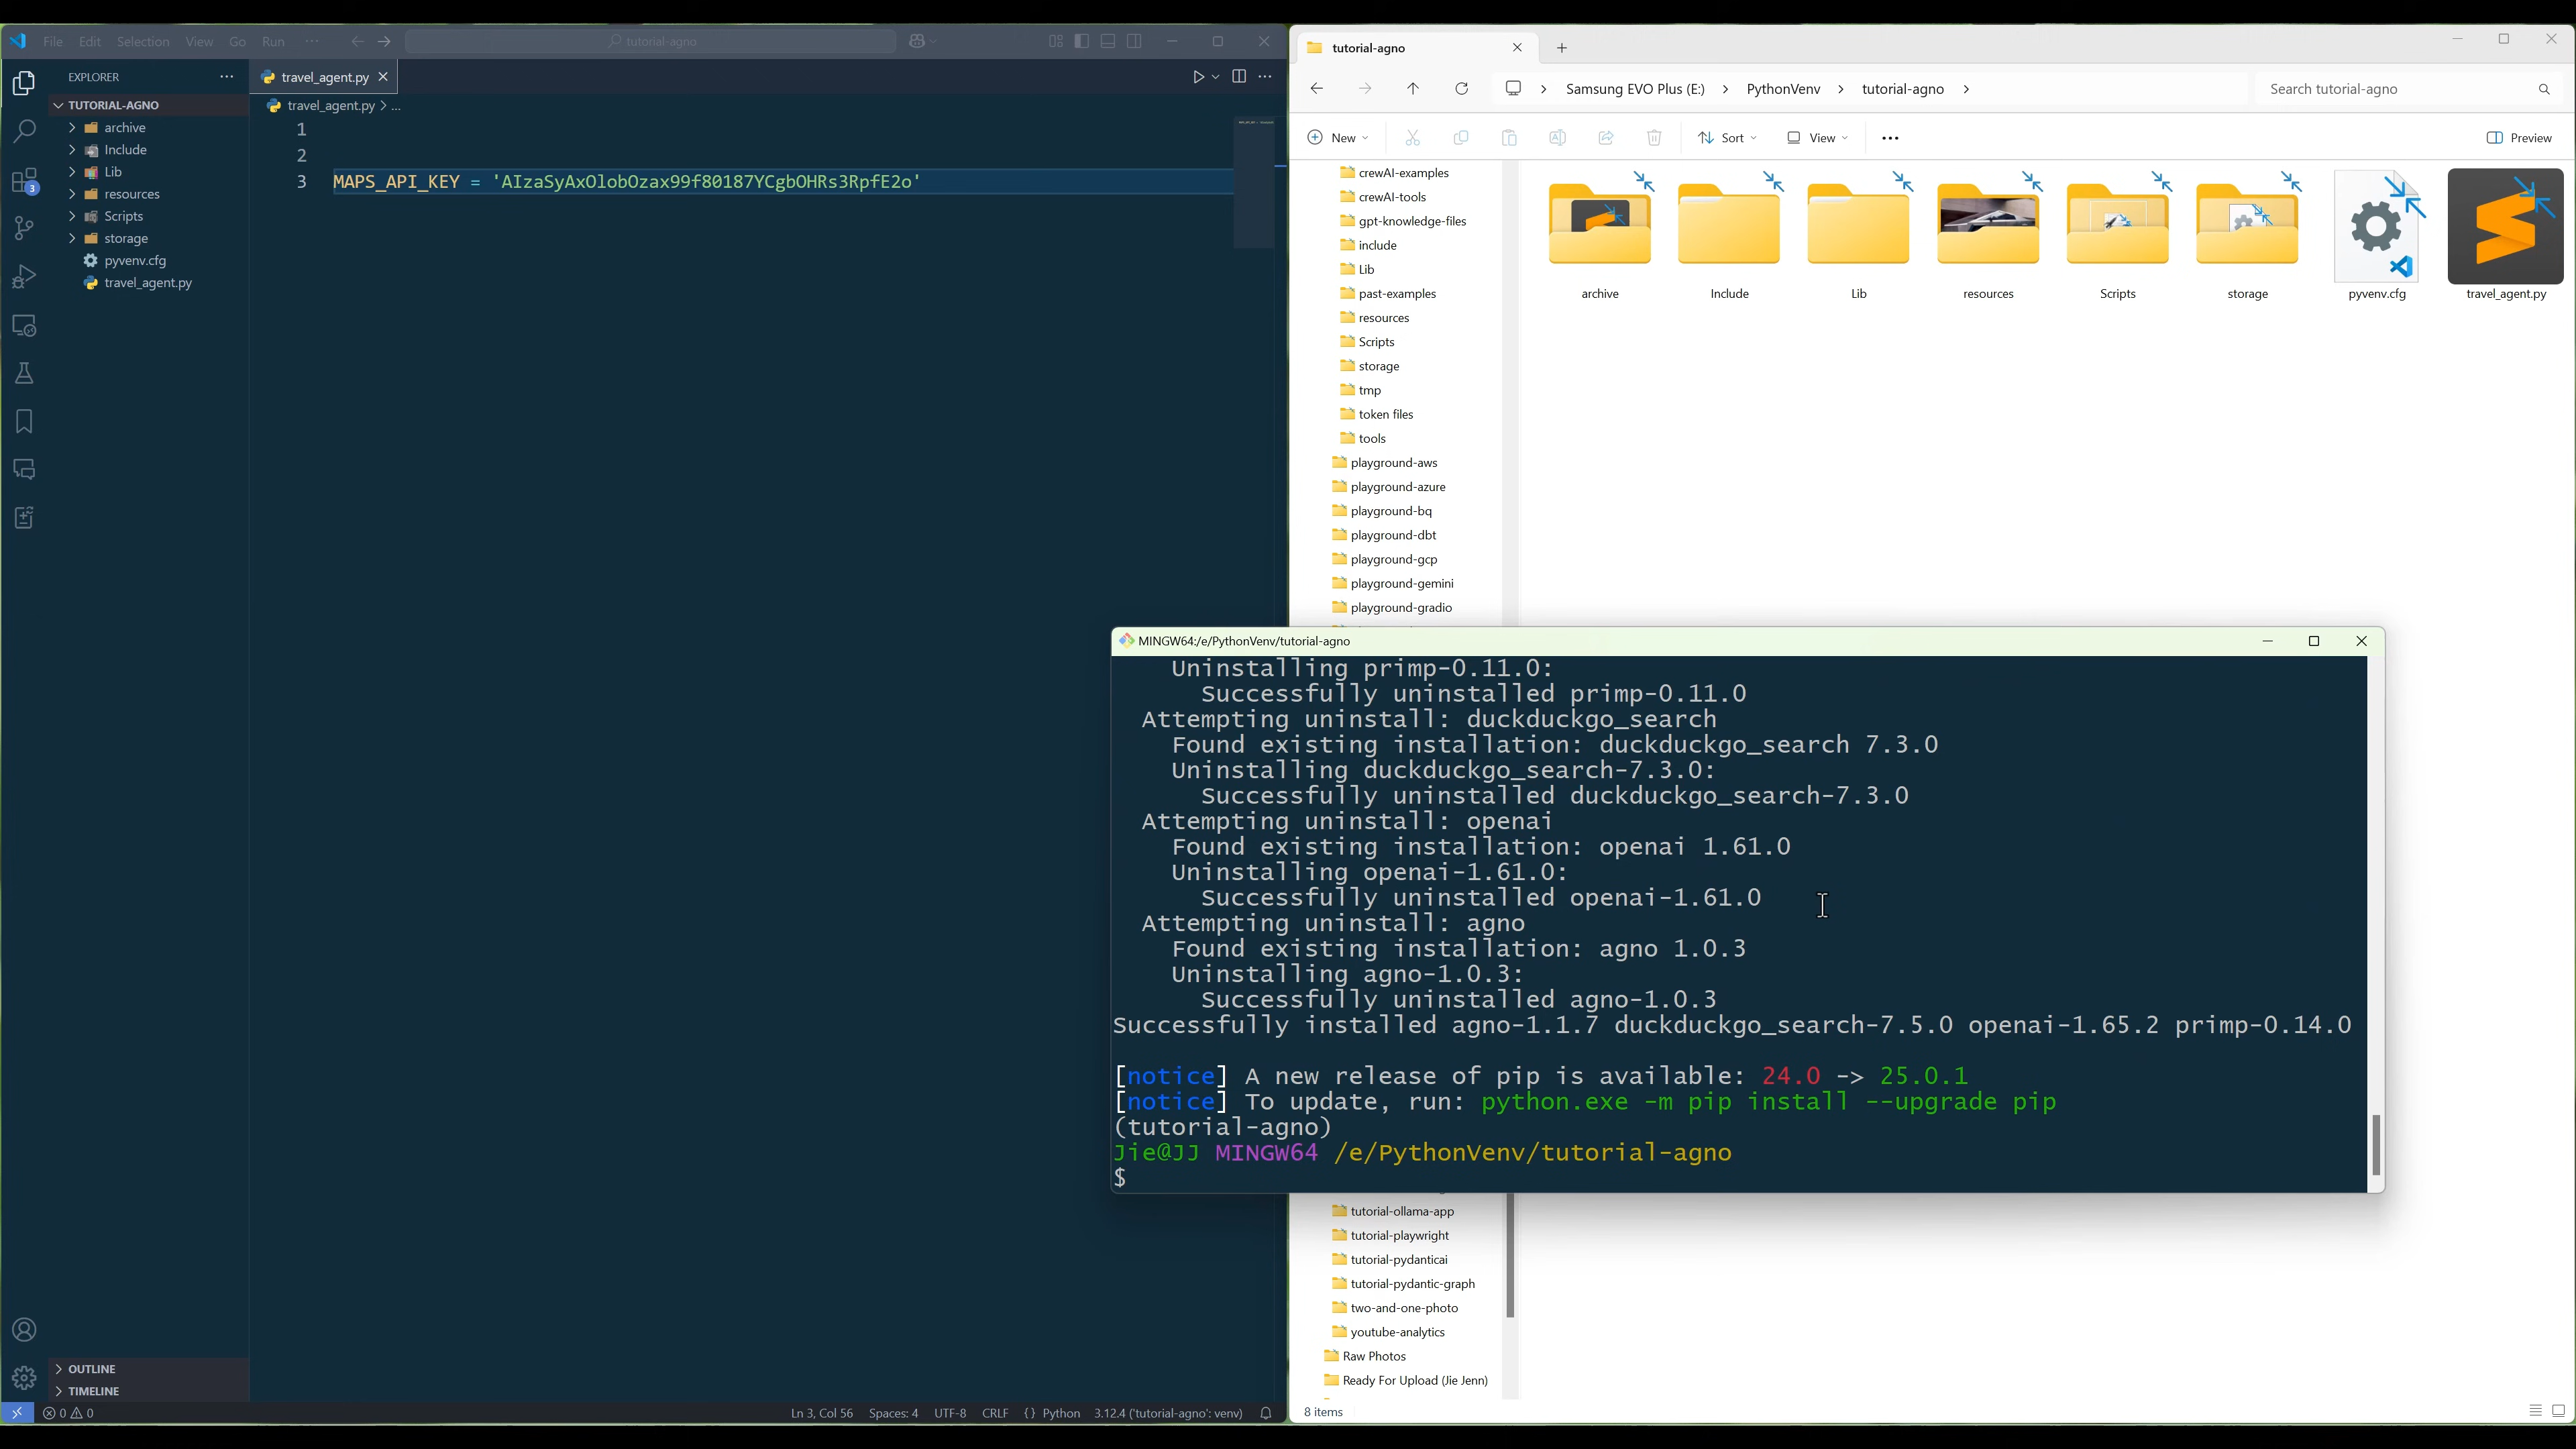 File Edit Selection View Go Run ··· tutorial-agno
EXPLORER
TUTORIAL-AGNO
archive
Include
Lib
resources
Scripts
storage
pyvenv.cfg
travel_agent.py
3
travel_agent.py
travel_agent.py > ...
1
2
3 MAPS_API_KEY = 'AIzaSyAxOlobOzax99f80187YCgbOHRs3RpfE2o'
OUTLINE
TIMELINE
0 0 Ln 3, Col 56 Spaces: 4 UTF-8 CRLF {} Python 3.12.4 ('tutorial-agno': venv)
tutorial-agno
Samsung EVO Plus (E:) > PythonVenv > tutorial-agno > Search tutorial-agno
New Sort View Preview
crewAI-examples
crewAI-tools
gpt-knowledge-files
include
Lib
past-examples
resources
Scripts
storage
tmp
token files
tools
playground-aws
playground-azure
playground-bq
playground-dbt
playground-gcp
playground-gemini
playground-gradio
archive Include Lib resources Scripts storage pyvenv.cfg travel_agent.py
MINGW64:/e/PythonVenv/tutorial-agno
Uninstalling primp-0.11.0:
Successfully uninstalled primp-0.11.0
Attempting uninstall: duckduckgo_search
Found existing installation: duckduckgo_search 7.3.0
Uninstalling duckduckgo_search-7.3.0:
Successfully uninstalled duckduckgo_search-7.3.0
Attempting uninstall: openai
Found existing installation: openai 1.61.0
Uninstalling openai-1.61.0:
Successfully uninstalled openai-1.61.0
Attempting uninstall: agno
Found existing installation: agno 1.0.3
Uninstalling agno-1.0.3:
Successfully uninstalled agno-1.0.3
Successfully installed agno-1.1.7 duckduckgo_search-7.5.0 openai-1.65.2 primp-0.14.0
[notice] A new release of pip is available: 24.0 -> 25.0.1
[notice] To update, run: python.exe -m pip install --upgrade pip
(tutorial-agno)
Jie@JJ MINGW64 /e/PythonVenv/tutorial-agno
$
tutorial-ollama-app
tutorial-playwright
tutorial-pydanticai
tutorial-pydantic-graph
two-and-one-photo
youtube-analytics
Raw Photos
Ready For Upload (Jie Jenn)
8 items